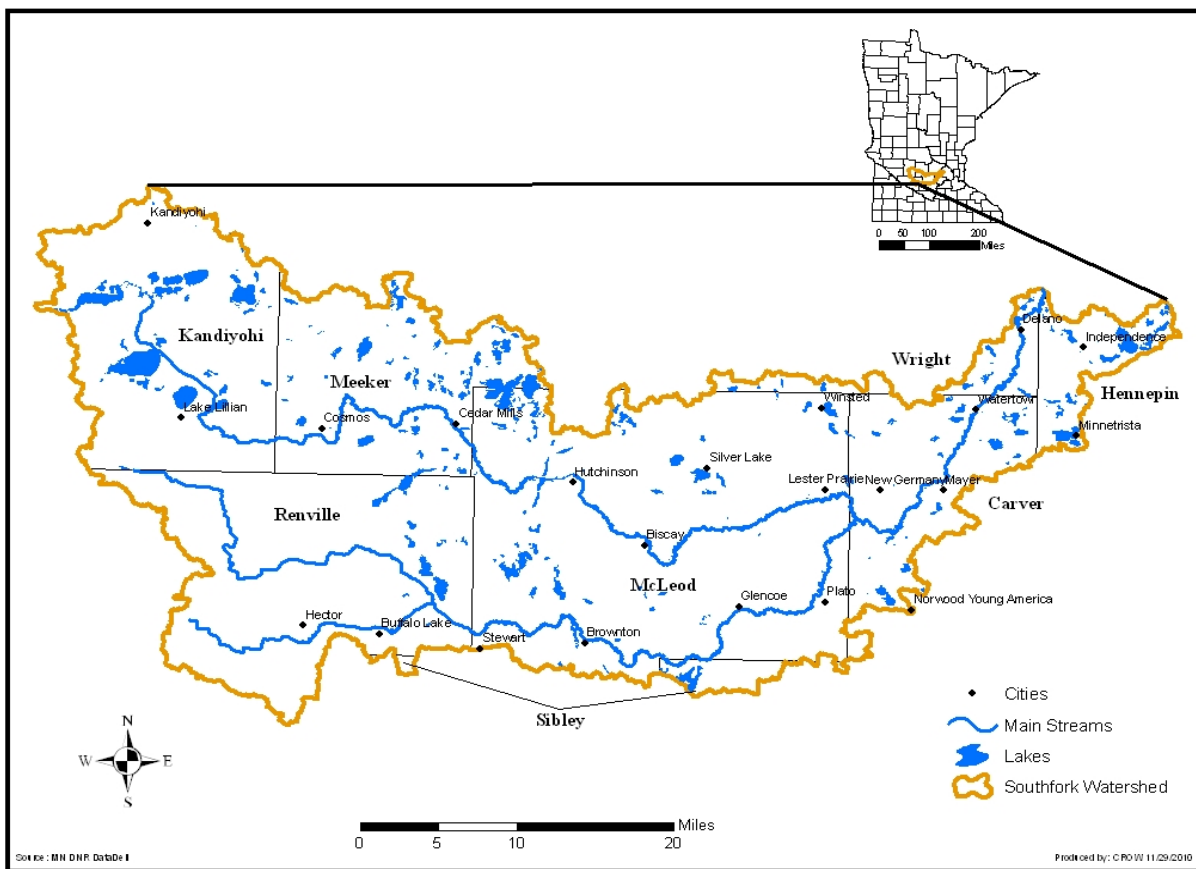 0 50 100 200
Miles
Kandiyohi
Delano
Independence
Kandiyohi
Wright
Meeker
Hennepin
Lake Lillian
Cosmos
Cedar Mills
Winsted
Watertown
Minnetrista
Silver Lake
Hutchinson
Lester Prairie
New Germany
Mayer
Carver
Renville
Biscay
McLeod
Glencoe
Plato
Norwood Young America
Hector
Buffalo Lake
Stewart
Brownton
Sibley
Cities
Main Streams
Lakes
Southfork Watershed
N
W E
S
Miles
0 5 10 20
Source: MN DNR DataDeli
Produced by: CROW 11/29/2010